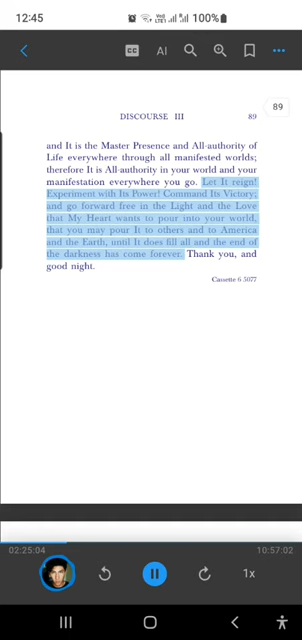 12:45
100%
CC
AI
89
DISCOURSE III 89
and It is the Master Presence and All-authority of
Life everywhere through all manifested worlds;
therefore It is All-authority in your world and your
manifestation everywhere you go. Let It reign!
Experiment with Its Power! Command Its Victory;
and go forward free in the Light and the Love
that My Heart wants to pour into your world,
that you may pour It to others and to America
and the Earth, until It does fill all and the end of
the darkness has come forever. Thank you, and
good night.
Cassette 6 5077
02:25:04 10:57:02
1x